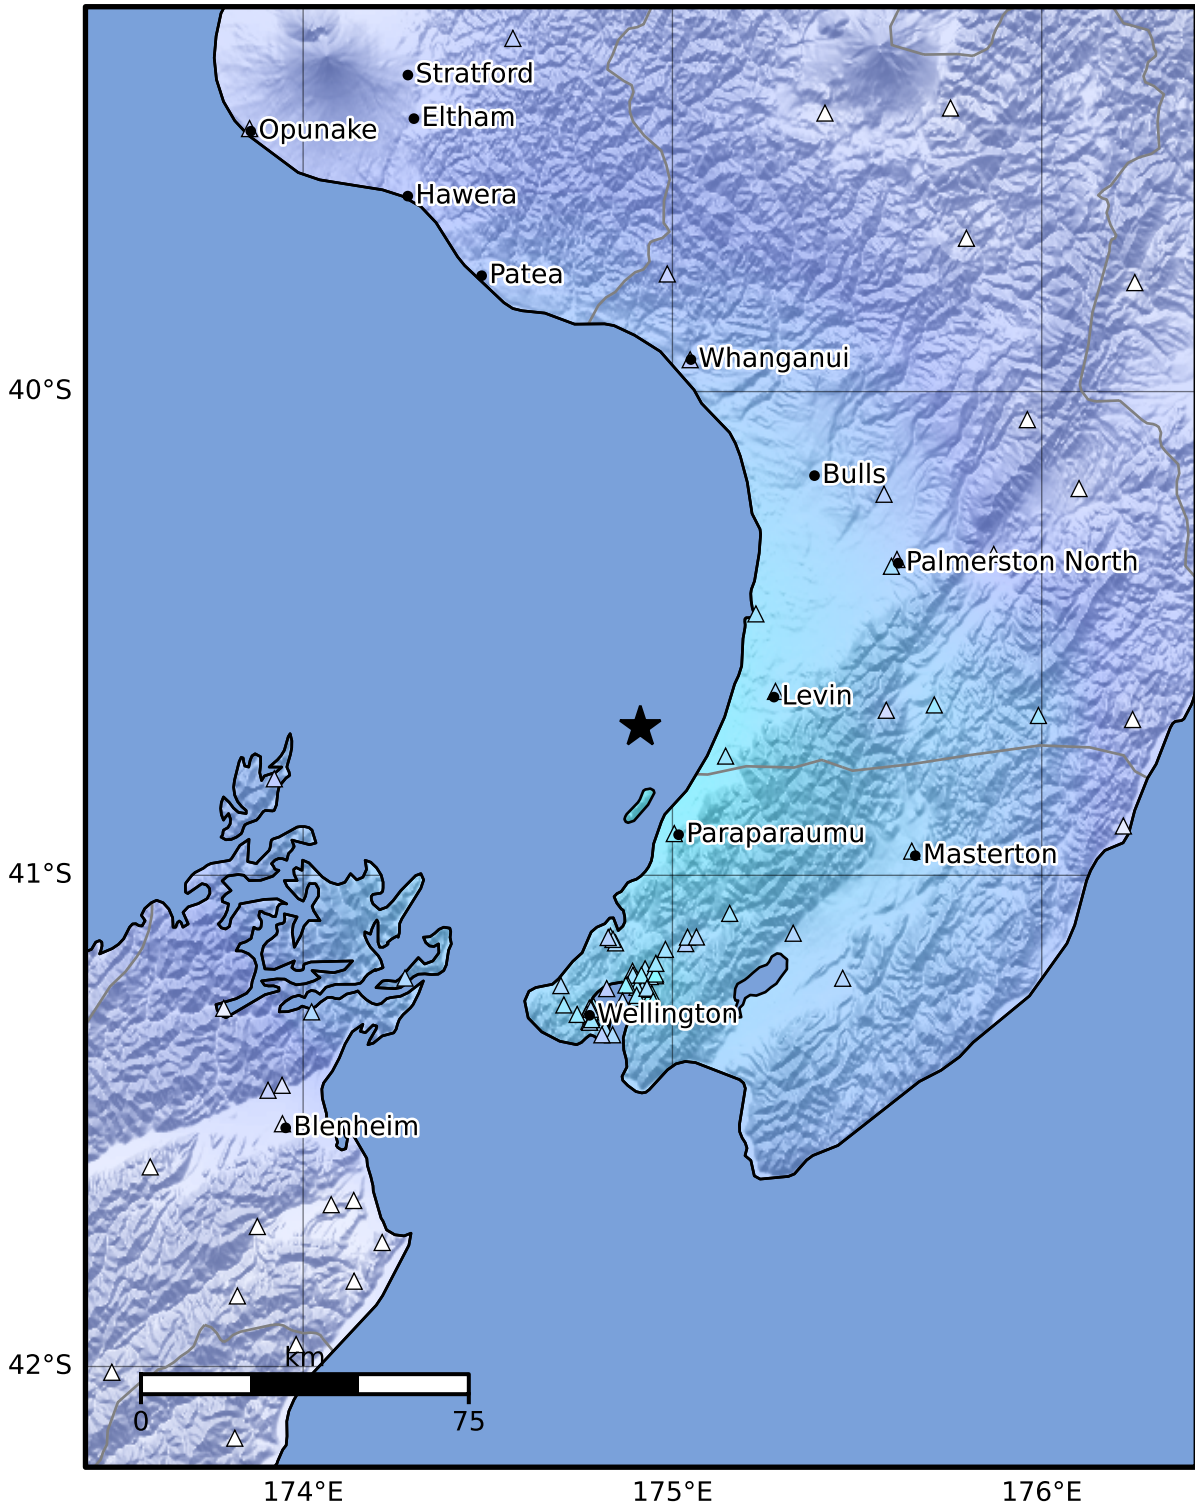 Stratford
Eltham
Opunake
Hawera
Patea
Whanganui
40°S
Bulls
Palmerston North
Levin
Paraparaumu
Masterton
41°S
Wellington
Blenheim
km
42°S
0
75
174°E
175°E
176°E